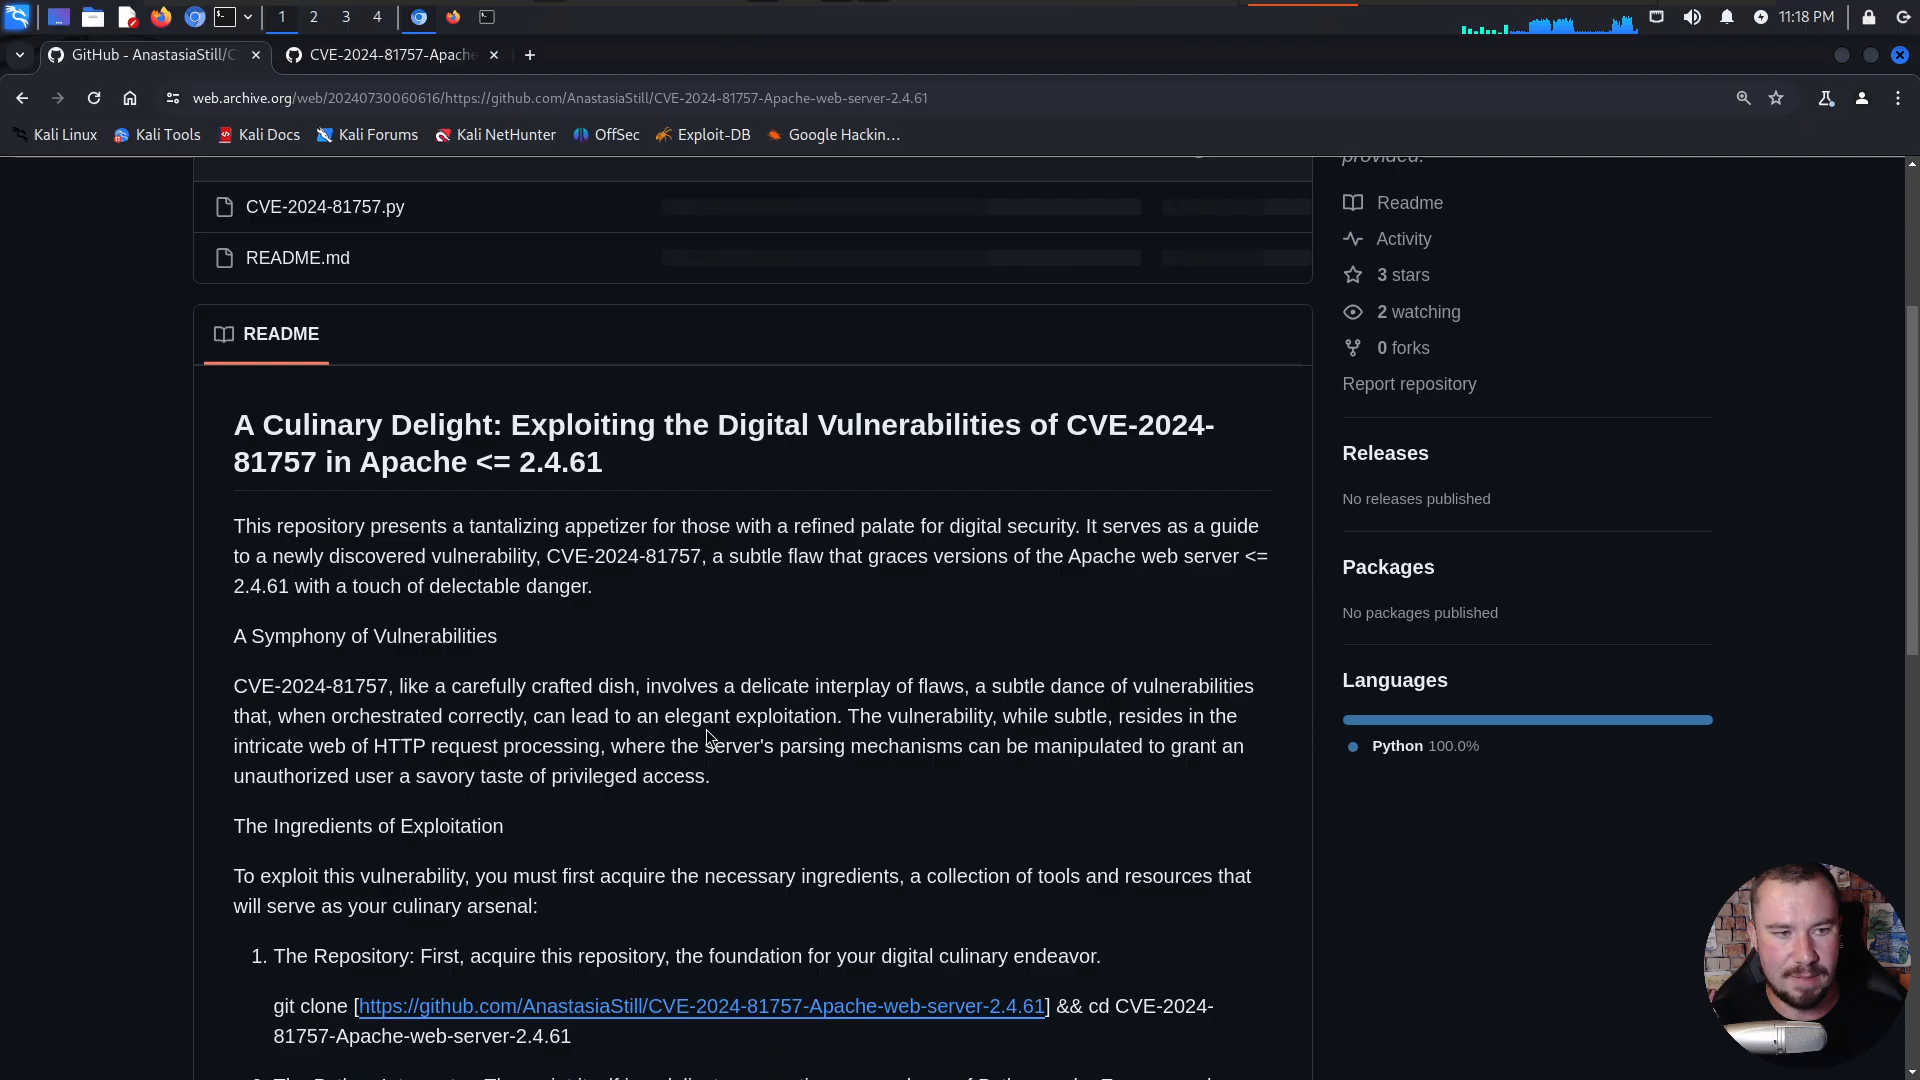 1
2
3
4
11:18 PM
GitHub - AnastasiaStill/C
CVE-2024-81757-Apache
web.archive.org/web/20240730060616/https://github.com/AnastasiaStill/CVE-2024-81757-Apache-web-server-2.4.61
Kali Linux
Kali Tools
Kali Docs
Kali Forums
Kali NetHunter
OffSec
Exploit-DB
Google Hackin…
provided.
CVE-2024-81757.py
README.md
Readme
Activity
3 stars
2 watching
0 forks
Report repository
README
A Culinary Delight: Exploiting the Digital Vulnerabilities of CVE-2024-
81757 in Apache <= 2.4.61
This repository presents a tantalizing appetizer for those with a refined palate for digital security. It serves as a guide
to a newly discovered vulnerability, CVE-2024-81757, a subtle flaw that graces versions of the Apache web server <=
2.4.61 with a touch of delectable danger.
A Symphony of Vulnerabilities
CVE-2024-81757, like a carefully crafted dish, involves a delicate interplay of flaws, a subtle dance of vulnerabilities
that, when orchestrated correctly, can lead to an elegant exploitation. The vulnerability, while subtle, resides in the
intricate web of HTTP request processing, where the server's parsing mechanisms can be manipulated to grant an
unauthorized user a savory taste of privileged access.
The Ingredients of Exploitation
To exploit this vulnerability, you must first acquire the necessary ingredients, a collection of tools and resources that
will serve as your culinary arsenal:
1. The Repository: First, acquire this repository, the foundation for your digital culinary endeavor.
git clone [https://github.com/AnastasiaStill/CVE-2024-81757-Apache-web-server-2.4.61] && cd CVE-2024-
81757-Apache-web-server-2.4.61
Releases
No releases published
Packages
No packages published
Languages
Python 100.0%